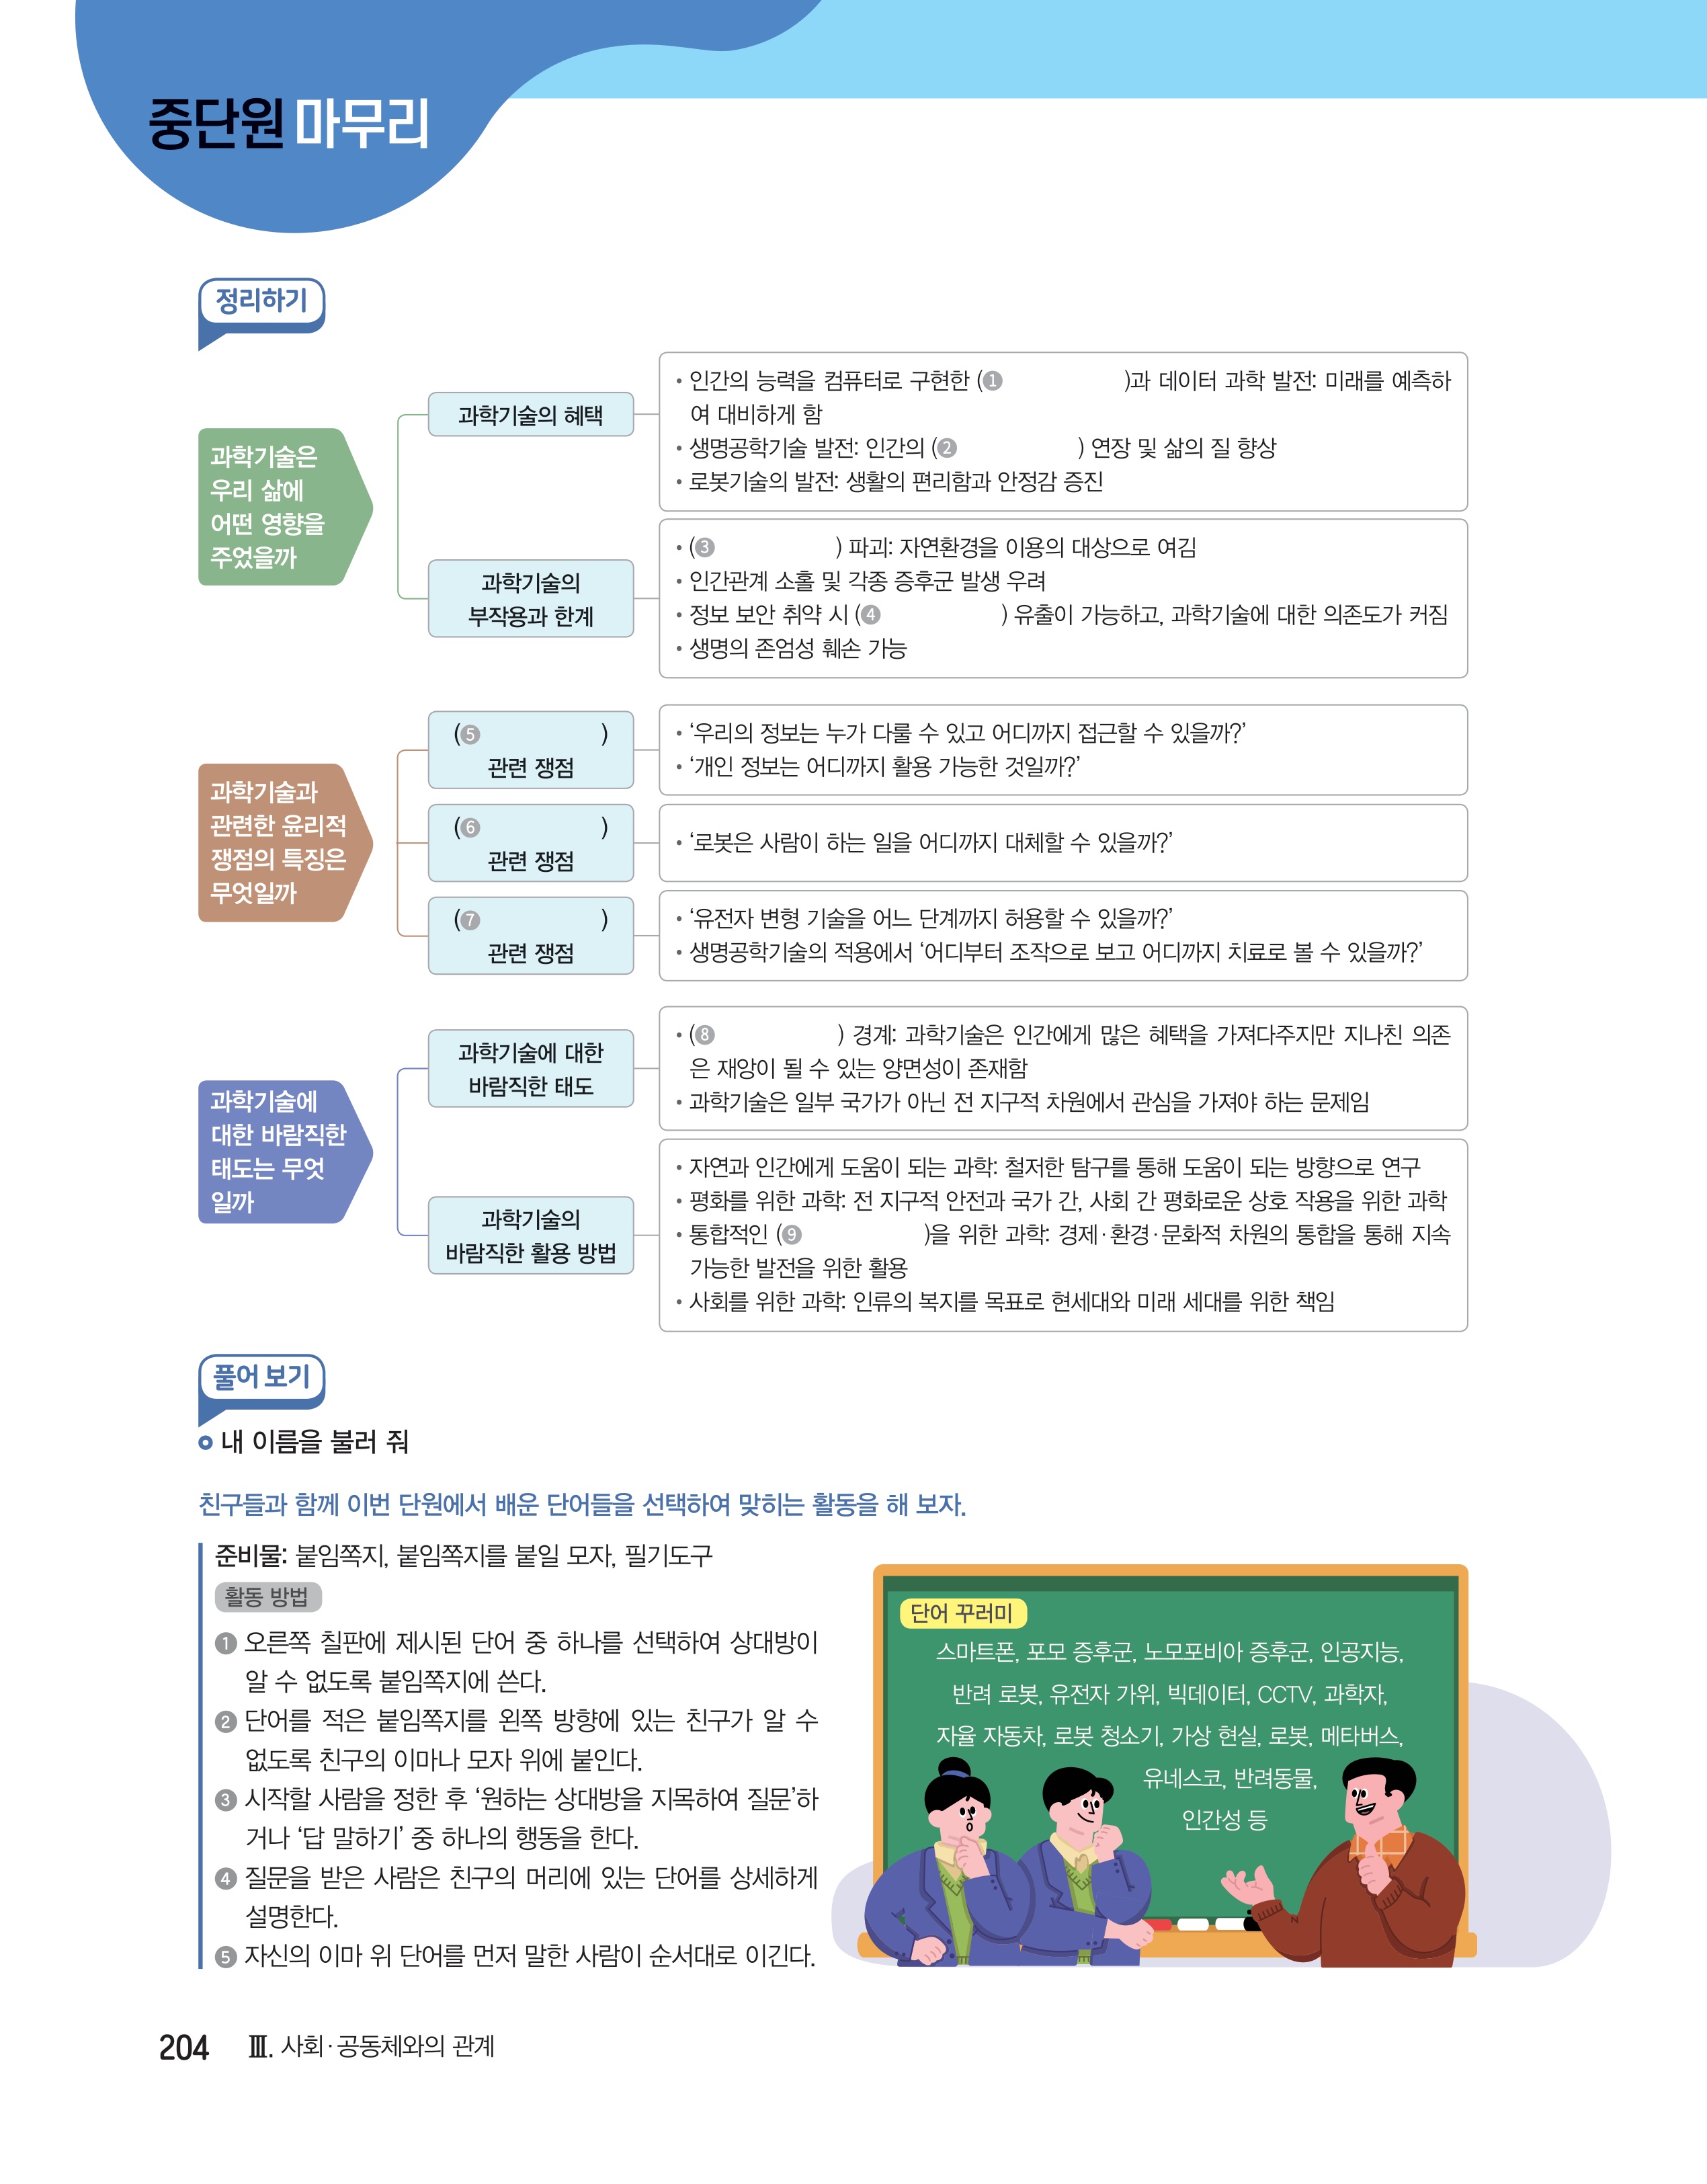 중단원 마무리
정리하기
과학기술은
우리 삶에
어떤 영향을
주었을까
과학기술의 혜택
• 인간의 능력을 컴퓨터로 구현한 (❶ )과 데이터 과학 발전: 미래를 예측하
여 대비하게 함
• 생명공학기술 발전: 인간의 (❷ ) 연장 및 삶의 질 향상
• 로봇기술의 발전: 생활의 편리함과 안정감 증진
과학기술의
부작용과 한계
• (❸ ) 파괴: 자연환경을 이용의 대상으로 여김
• 인간관계 소홀 및 각종 증후군 발생 우려
• 정보 보안 취약 시 (❹ ) 유출이 가능하고, 과학기술에 대한 의존도가 커짐
• 생명의 존엄성 훼손 가능
과학기술과
관련한 윤리적
쟁점의 특징은
무엇일까
(❺ )
관련 쟁점
• ‘우리의 정보는 누가 다룰 수 있고 어디까지 접근할 수 있을까?’
• ‘개인 정보는 어디까지 활용 가능한 것일까?’
(❻ )
관련 쟁점
• ‘로봇은 사람이 하는 일을 어디까지 대체할 수 있을까?’
(❼ )
관련 쟁점
• ‘유전자 변형 기술을 어느 단계까지 허용할 수 있을까?’
• 생명공학기술의 적용에서 ‘어디부터 조작으로 보고 어디까지 치료로 볼 수 있을까?’
과학기술에
대한 바람직한
태도는 무엇
일까
과학기술에 대한
바람직한 태도
• (❽ ) 경계: 과학기술은 인간에게 많은 혜택을 가져다주지만 지나친 의존
은 재앙이 될 수 있는 양면성이 존재함
• 과학기술은 일부 국가가 아닌 전 지구적 차원에서 관심을 가져야 하는 문제임
과학기술의
바람직한 활용 방법
• 자연과 인간에게 도움이 되는 과학: 철저한 탐구를 통해 도움이 되는 방향으로 연구
• 평화를 위한 과학: 전 지구적 안전과 국가 간, 사회 간 평화로운 상호 작용을 위한 과학
• 통합적인 (❾ )을 위한 과학: 경제·환경·문화적 차원의 통합을 통해 지속
가능한 발전을 위한 활용
• 사회를 위한 과학: 인류의 복지를 목표로 현세대와 미래 세대를 위한 책임
풀어 보기
내 이름을 불러 줘
친구들과 함께 이번 단원에서 배운 단어들을 선택하여 맞히는 활동을 해 보자.
준비물: 붙임쪽지, 붙임쪽지를 붙일 모자, 필기도구
활동 방법
❶ 오른쪽 칠판에 제시된 단어 중 하나를 선택하여 상대방이
알 수 없도록 붙임쪽지에 쓴다.
❷ 단어를 적은 붙임쪽지를 왼쪽 방향에 있는 친구가 알 수
없도록 친구의 이마나 모자 위에 붙인다.
❸ 시작할 사람을 정한 후 ‘원하는 상대방을 지목하여 질문’하
거나 ‘답 말하기’ 중 하나의 행동을 한다.
❹ 질문을 받은 사람은 친구의 머리에 있는 단어를 상세하게
설명한다.
❺ 자신의 이마 위 단어를 먼저 말한 사람이 순서대로 이긴다.
단어 꾸러미
스마트폰, 포모 증후군, 노모포비아 증후군, 인공지능,
반려 로봇, 유전자 가위, 빅데이터, CCTV, 과학자,
자율 자동차, 로봇 청소기, 가상 현실, 로봇, 메타버스,
유네스코, 반려동물,
인간성 등
204 Ⅲ. 사회·공동체와의 관계